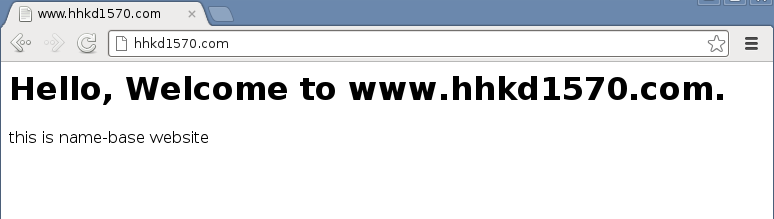 www.hhkd1570.com
hhkd1570.com
Hello, Welcome to www.hhkd1570.com.
this is name-base website